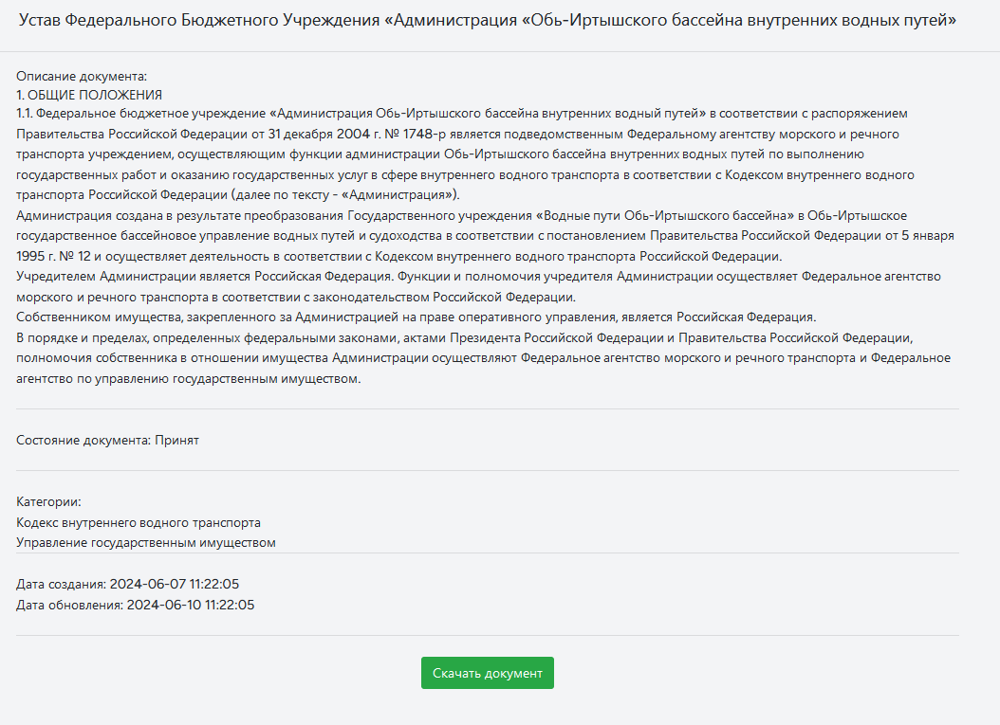 Устав Федерального Бюджетного Учреждения «Администрация «Обь-Иртышского бассейна внутренних водных путей»
Описание документа:
1. ОБЩИЕ ПОЛОЖЕНИЯ
1.1. Федеральное бюджетное учреждение «Администрация Обь-Иртышского бассейна внутренних водный путей» в соответствии с распоряжением
Правительства Российской Федерации от 31 декабря 2004 г. № 1748-р является подведомственным Федеральному агентству морского и речного
транспорта учреждением, осуществляющим функции администрации Обь-Иртышского бассейна внутренних водных путей по выполнению
государственных работ и оказанию государственных услуг в сфере внутреннего водного транспорта в соответствии с Кодексом внутреннего водного
транспорта Российской Федерации (далее по тексту - «Администрация»).
Администрация создана в результате преобразования Государственного учреждения «Водные пути Обь-Иртышского бассейна» в Обь-Иртышское
государственное бассейновое управление водных путей и судоходства в соответствии с постановлением Правительства Российской Федерации от 5 января
1995 г. № 12 и осуществляет деятельность в соответствии с Кодексом внутреннего водного транспорта Российской Федерации.
Учредителем Администрации является Российская Федерация. Функции и полномочия учредителя Администрации осуществляет Федеральное агентство
морского и речного транспорта в соответствии с законодательством Российской Федерации.
Собственником имущества, закрепленного за Администрацией на праве оперативного управления, является Российская Федерация.
В порядке и пределах, определенных федеральными законами, актами Президента Российской Федерации и Правительства Российской Федерации,
полномочия собственника в отношении имущества Администрации осуществляют Федеральное агентство морского и речного транспорта и Федеральное
агентство по управлению государственным имуществом.
Состояние документа: Принят
Категории:
Кодекс внутреннего водного транспорта
Управление государственным имуществом
Дата создания: 2024-06-07 11:22:05
Дата обновления: 2024-06-10 11:22:05
Скачать документ